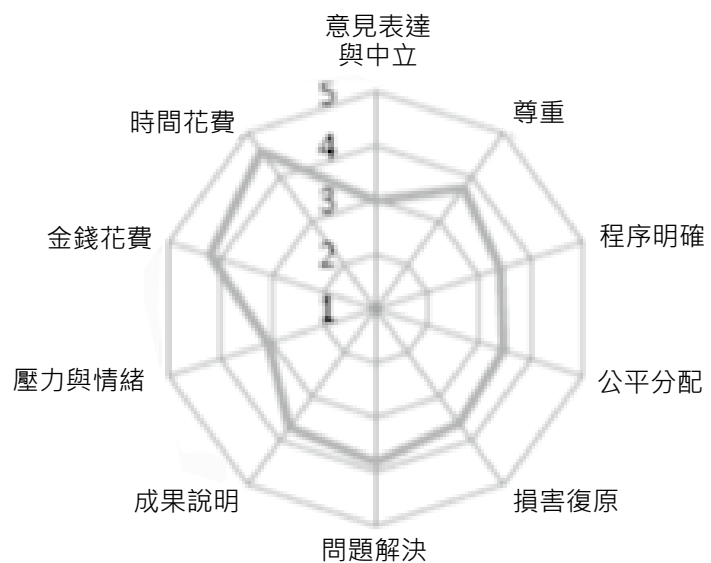 意見表達
與中立
尊重
程序明確
公平分配
損害復原
問題解決
成果說明
壓力與情緒
金錢花費
時間花費
5
4
3
2
1